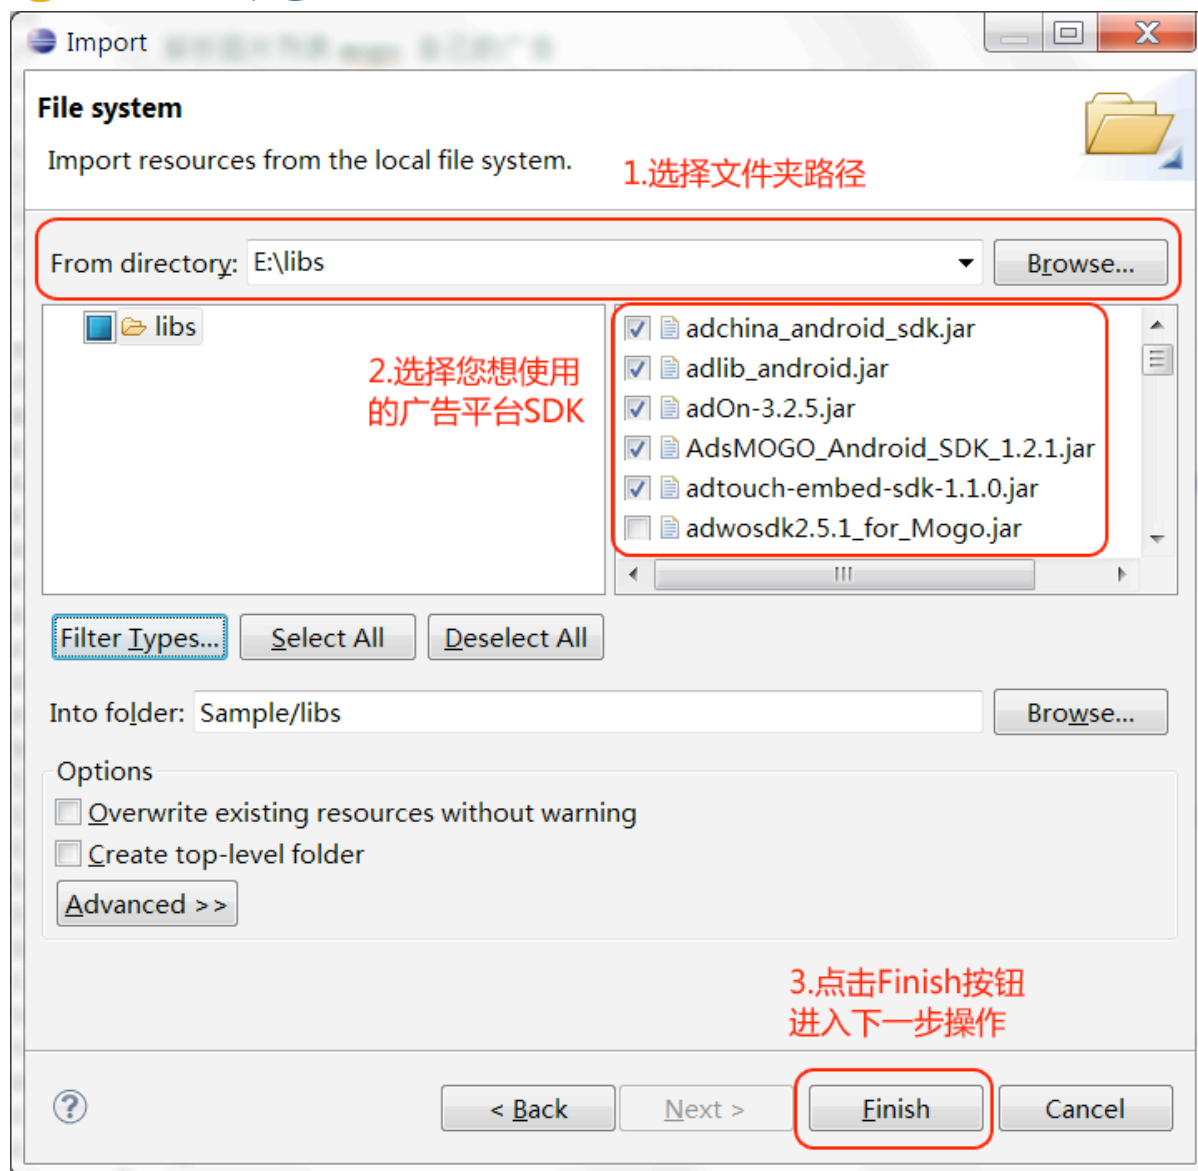 Import
File system
Import resources from the local file system.
1.选择文件夹路径
From directory: E:\libs
Browse...
libs
2.选择您想使用
的广告平台SDK
adchina_android_sdk.jar
adlib_android.jar
adOn-3.2.5.jar
AdsMOGO_Android_SDK_1.2.1.jar
adtouch-embed-sdk-1.1.0.jar
adwosdk2.5.1_for_Mogo.jar
Filter Types... Select All Deselect All
Into folder: Sample/libs Browse...
Options
Overwrite existing resources without warning
Create top-level folder
Advanced >>
3.点击Finish按钮
进入下一步操作
< Back Next > Finish Cancel